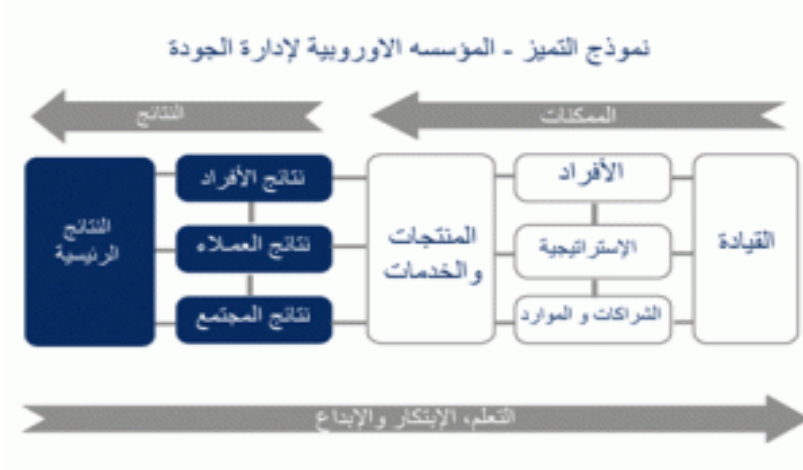 نموذج التميز - المؤسسه الاوروبية لإدارة الجودة
الممكنات
النتائج
القيادة
الأفراد
الإستراتيجية
الشراكات و الموارد
المنتجات
والخدمات
نتائج الأفراد
نتائج العملاء
نتائج المجتمع
النتائج
الرئيسية
التعلم، الإبتكار والإبداع